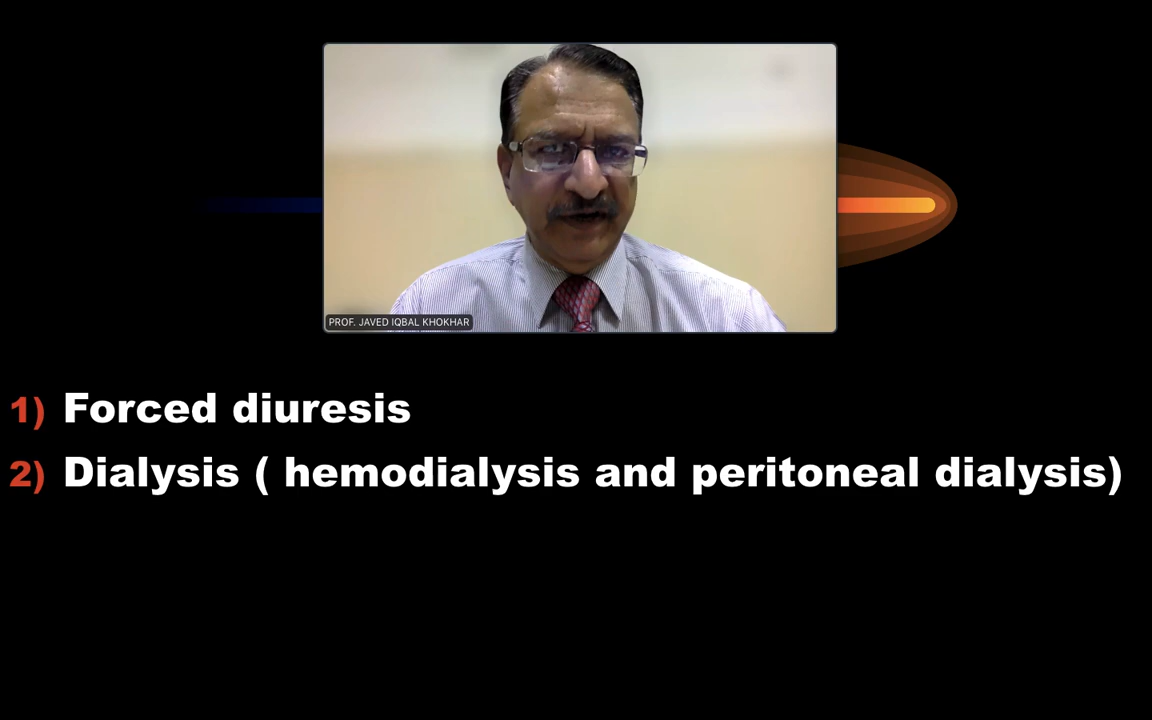 PROF. JAVED IQBAL KHOKHAR
1) Forced diuresis
2) Dialysis ( hemodialysis and peritoneal dialysis)